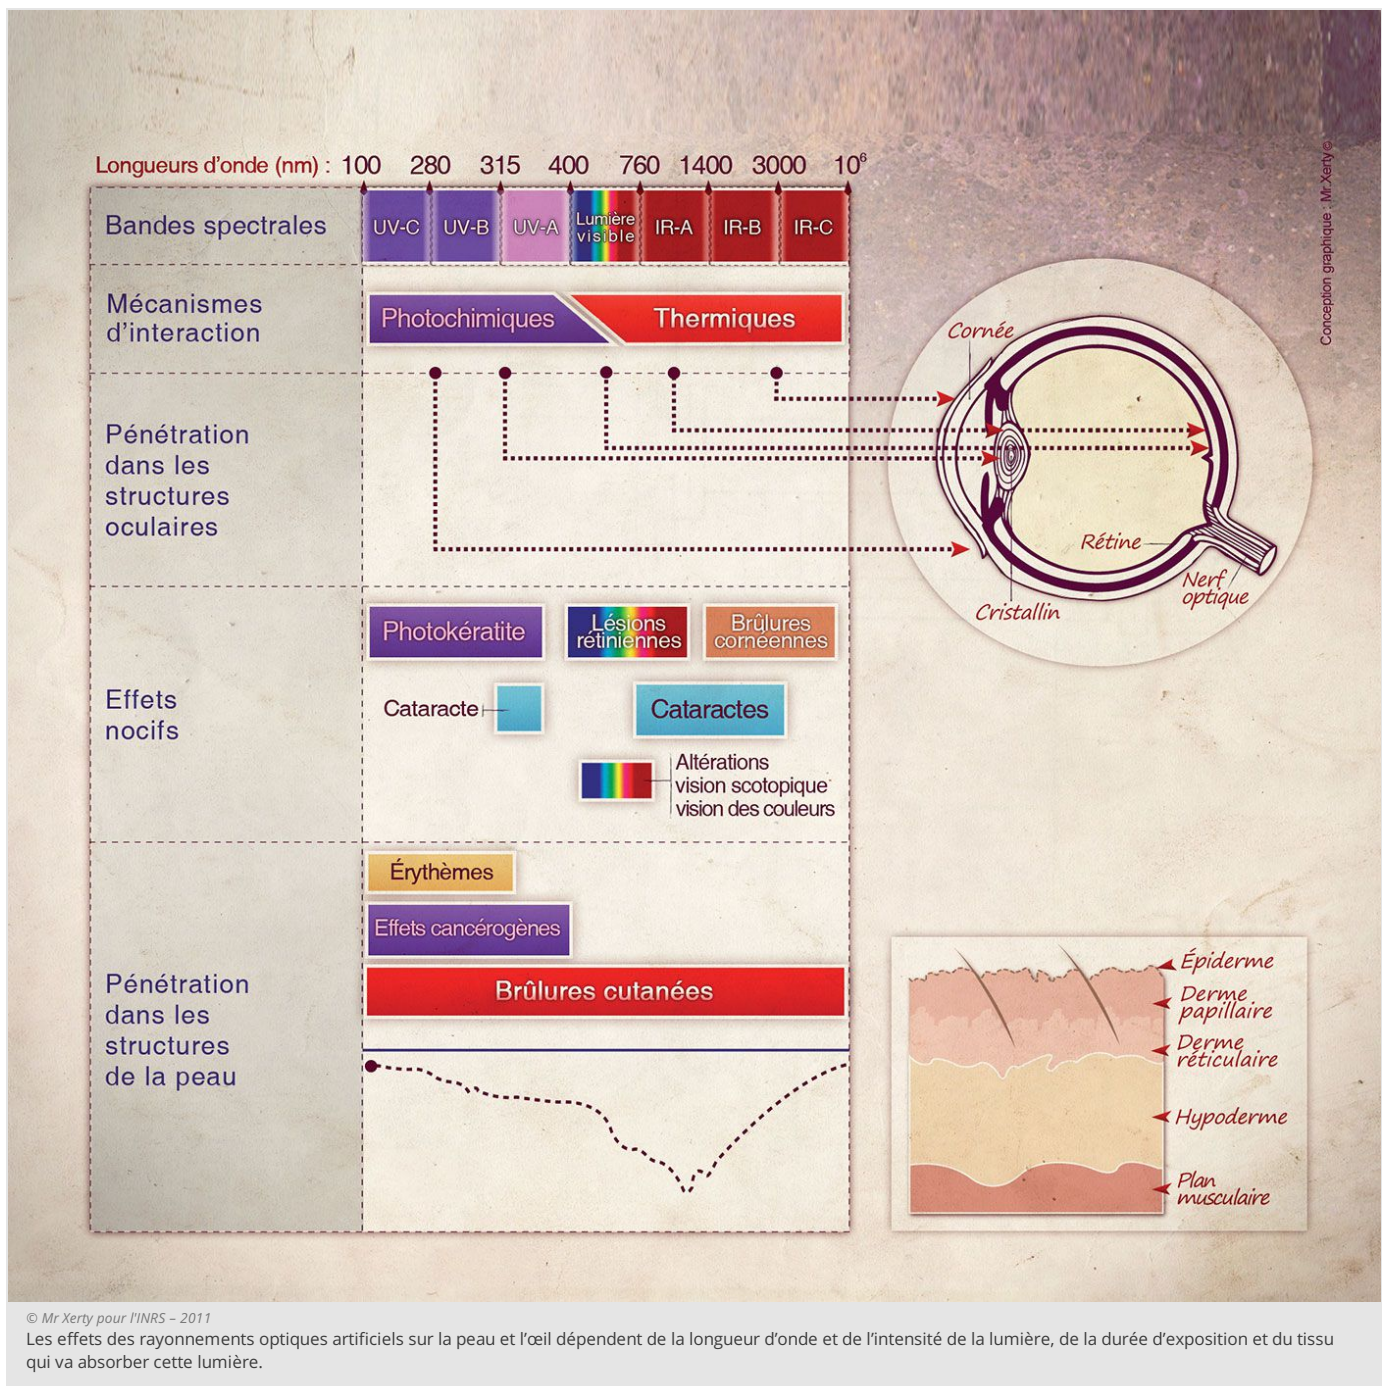 Longueurs d'onde (nm) : 100 280 315 400 760 1400 3000 10⁶
Bandes spectrales
UV-C
UV-B
UV-A
Lumière
visible
IR-A
IR-B
IR-C
Mécanismes
d'interaction
Photochimiques
Thermiques
Pénétration
dans les
structures
oculaires
Cornée
Rétine
Nerf
optique
Cristallin
Conception graphique : Mr Xerty ©
Effets
nocifs
Photokératite
Lésions
rétiniennes
Brûlures
cornéennes
Cataracte
Cataractes
Altérations
vision scotopique
vision des couleurs
Pénétration
dans les
structures
de la peau
Érythèmes
Effets cancérogènes
Brûlures cutanées
Épiderme
Derme
papillaire
Derme
réticulaire
Hypoderme
Plan
musculaire
© Mr Xerty pour l'INRS – 2011
Les effets des rayonnements optiques artificiels sur la peau et l'œil dépendent de la longueur d'onde et de l'intensité de la lumière, de la durée d'exposition et du tissu
qui va absorber cette lumière.